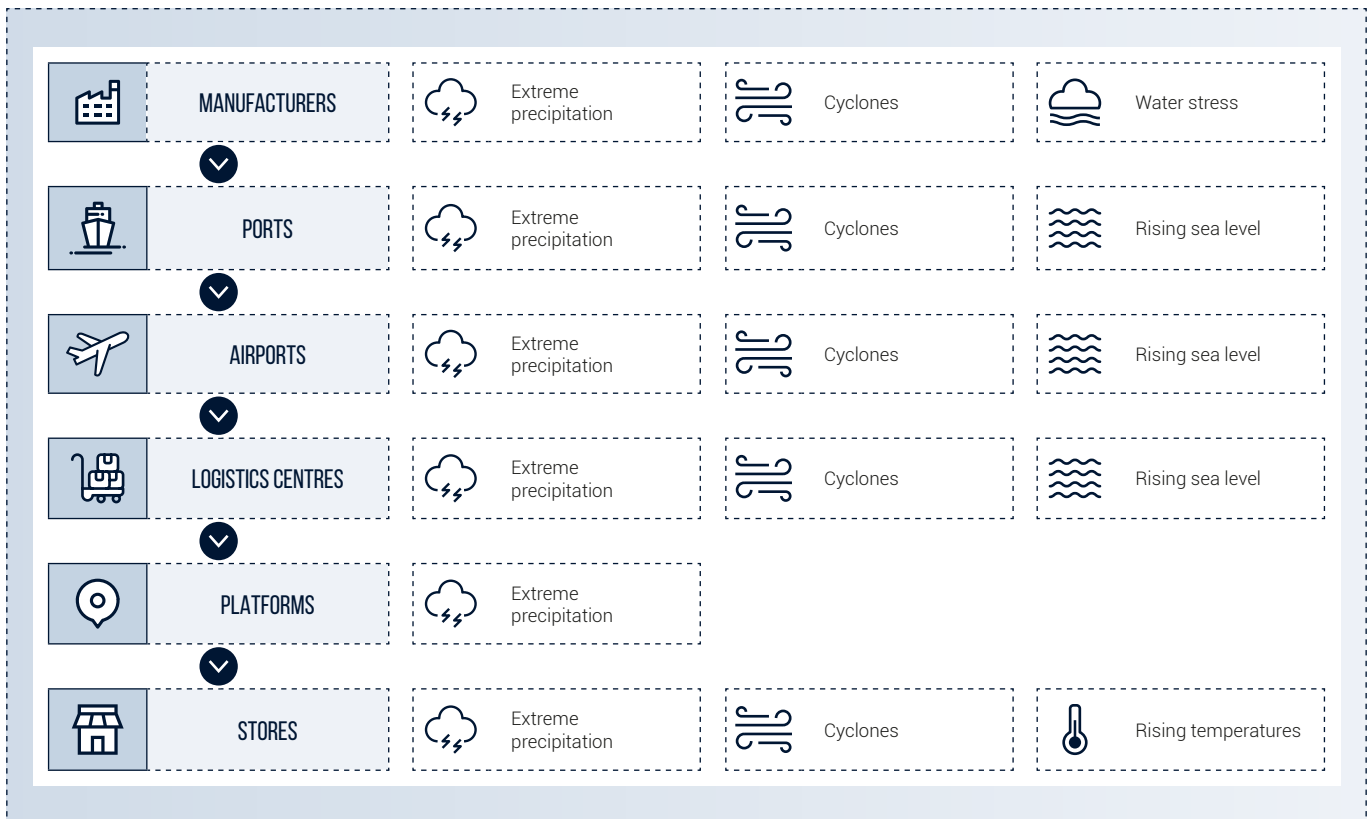 MANUFACTURERS
Extreme
precipitation
Cyclones
Water stress
PORTS
Extreme
precipitation
Cyclones
Rising sea level
AIRPORTS
Extreme
precipitation
Cyclones
Rising sea level
LOGISTICS CENTRES
Extreme
precipitation
Cyclones
Rising sea level
PLATFORMS
Extreme
precipitation
STORES
Extreme
precipitation
Cyclones
Rising temperatures